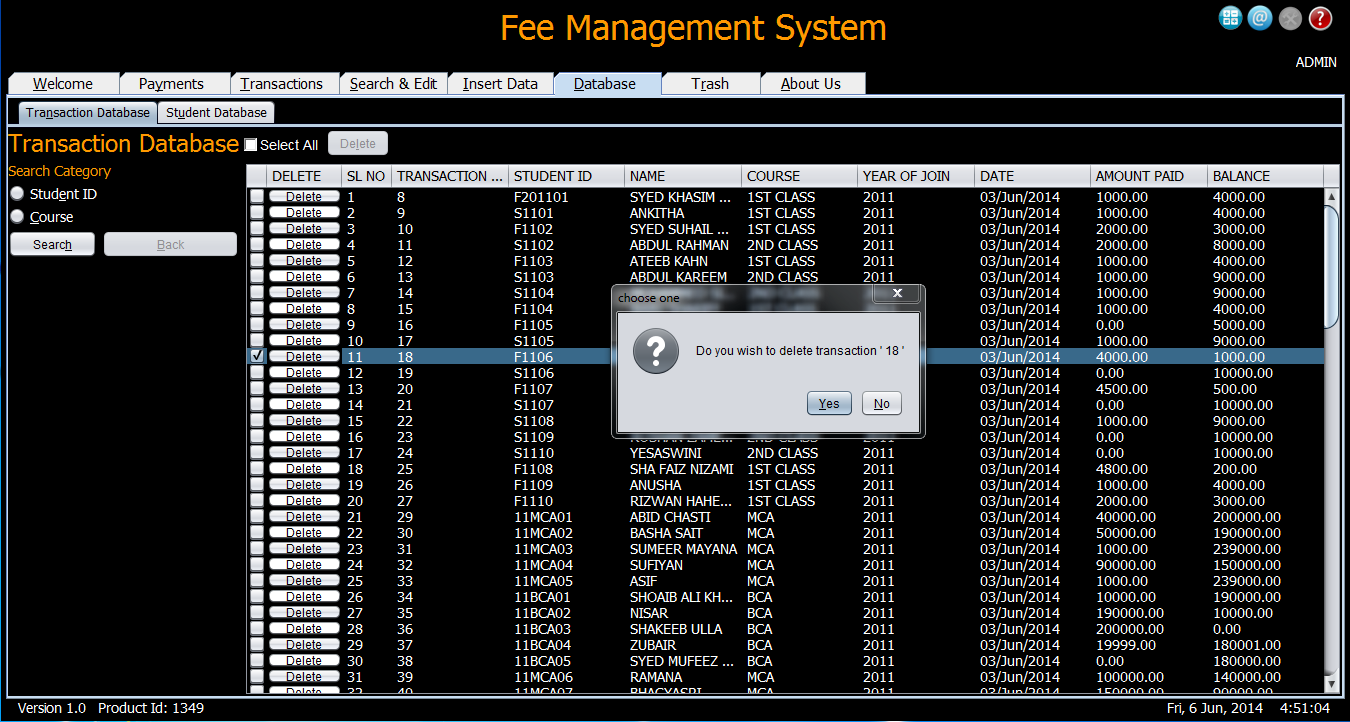 Fee Management System
ADMIN
Welcome Payments Transactions Search & Edit Insert Data Database Trash About Us
Transaction Database Student Database
Transaction Database Select All Delete
Search Category
Student ID
Course
Search Back
DELETE SL NO TRANSACTION ... STUDENT ID NAME COURSE YEAR OF JOIN DATE AMOUNT PAID BALANCE
Delete 1 8 F201101 SYED KHASIM ... 1ST CLASS 2011 03/Jun/2014 1000.00 4000.00
Delete 2 9 S1101 ANKITHA 1ST CLASS 2011 03/Jun/2014 1000.00 4000.00
Delete 3 10 F1102 SYED SUHAIL ... 1ST CLASS 2011 03/Jun/2014 2000.00 3000.00
Delete 4 11 S1102 ABDUL RAHMAN 2ND CLASS 2011 03/Jun/2014 2000.00 8000.00
Delete 5 12 F1103 ATEEB KAHN 1ST CLASS 2011 03/Jun/2014 1000.00 4000.00
Delete 6 13 S1103 ABDUL KAREEM 2ND CLASS 2011 03/Jun/2014 1000.00 9000.00
Delete 7 14 S1104 03/Jun/2014 1000.00 9000.00
Delete 8 15 F1104 03/Jun/2014 1000.00 4000.00
Delete 9 16 F1105 03/Jun/2014 0.00 5000.00
Delete 10 17 S1105 03/Jun/2014 1000.00 9000.00
Delete 11 18 F1106 03/Jun/2014 4000.00 1000.00
Delete 12 19 S1106 03/Jun/2014 0.00 10000.00
Delete 13 20 F1107 03/Jun/2014 4500.00 500.00
Delete 14 21 S1107 03/Jun/2014 0.00 10000.00
Delete 15 22 S1108 03/Jun/2014 1000.00 9000.00
Delete 16 23 S1109 2ND CLASS 2011 03/Jun/2014 0.00 10000.00
Delete 17 24 S1110 YESASWINI 2ND CLASS 2011 03/Jun/2014 0.00 10000.00
Delete 18 25 F1108 SHA FAIZ NIZAMI 1ST CLASS 2011 03/Jun/2014 4800.00 200.00
Delete 19 26 F1109 ANUSHA 1ST CLASS 2011 03/Jun/2014 1000.00 4000.00
Delete 20 27 F1110 RIZWAN HAHE... 1ST CLASS 2011 03/Jun/2014 2000.00 3000.00
Delete 21 29 11MCA01 ABID CHASTI MCA 2011 03/Jun/2014 40000.00 200000.00
Delete 22 30 11MCA02 BASHA SAIT MCA 2011 03/Jun/2014 50000.00 190000.00
Delete 23 31 11MCA03 SUMEER MAYANA MCA 2011 03/Jun/2014 1000.00 239000.00
Delete 24 32 11MCA04 SUFIYAN MCA 2011 03/Jun/2014 90000.00 150000.00
Delete 25 33 11MCA05 ASIF MCA 2011 03/Jun/2014 1000.00 239000.00
Delete 26 34 11BCA01 SHOAIB ALI KH... BCA 2011 03/Jun/2014 10000.00 190000.00
Delete 27 35 11BCA02 NISAR BCA 2011 03/Jun/2014 190000.00 10000.00
Delete 28 36 11BCA03 SHAKEEB ULLA BCA 2011 03/Jun/2014 200000.00 0.00
Delete 29 37 11BCA04 ZUBAIR BCA 2011 03/Jun/2014 19999.00 180001.00
Delete 30 38 11BCA05 SYED MUFEEZ ... BCA 2011 03/Jun/2014 0.00 180000.00
Delete 31 39 11MCA06 RAMANA MCA 2011 03/Jun/2014 100000.00 140000.00
Delete 32 40 11MCA07 BHAGYASRI MCA 2011 03/Jun/2014 150000.00 90000.00
choose one
Do you wish to delete transaction ' 18 '
Yes No
Version 1.0 Product Id: 1349 Fri, 6 Jun, 2014 4:51:04